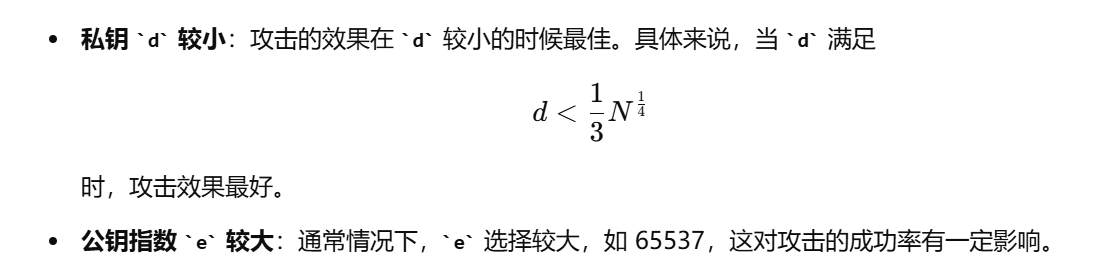 • 私钥 `d` 较小：攻击的效果在 `d` 较小的时候最佳。具体来说，当 `d` 满足
d < \frac{1}{3} N^{\frac{1}{4}}
时，攻击效果最好。
• 公钥指数 `e` 较大：通常情况下，`e` 选择较大，如 65537，这对攻击的成功率有一定影响。